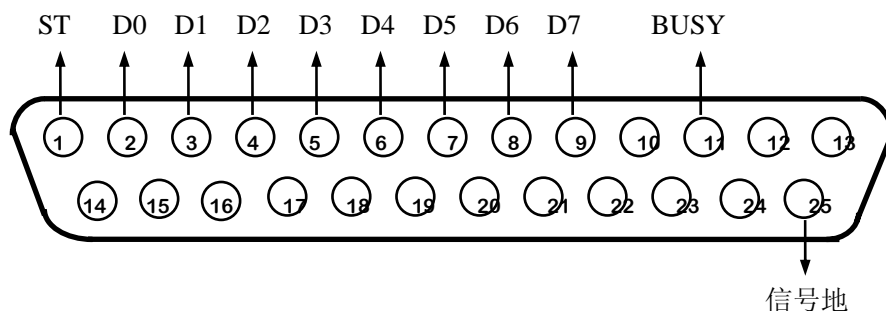 ST D0 D1 D2 D3 D4 D5 D6 D7 BUSY
1 2 3 4 5 6 7 8 9 10 11 12 13
14 15 16 17 18 19 20 21 22 23 24 25
信号地